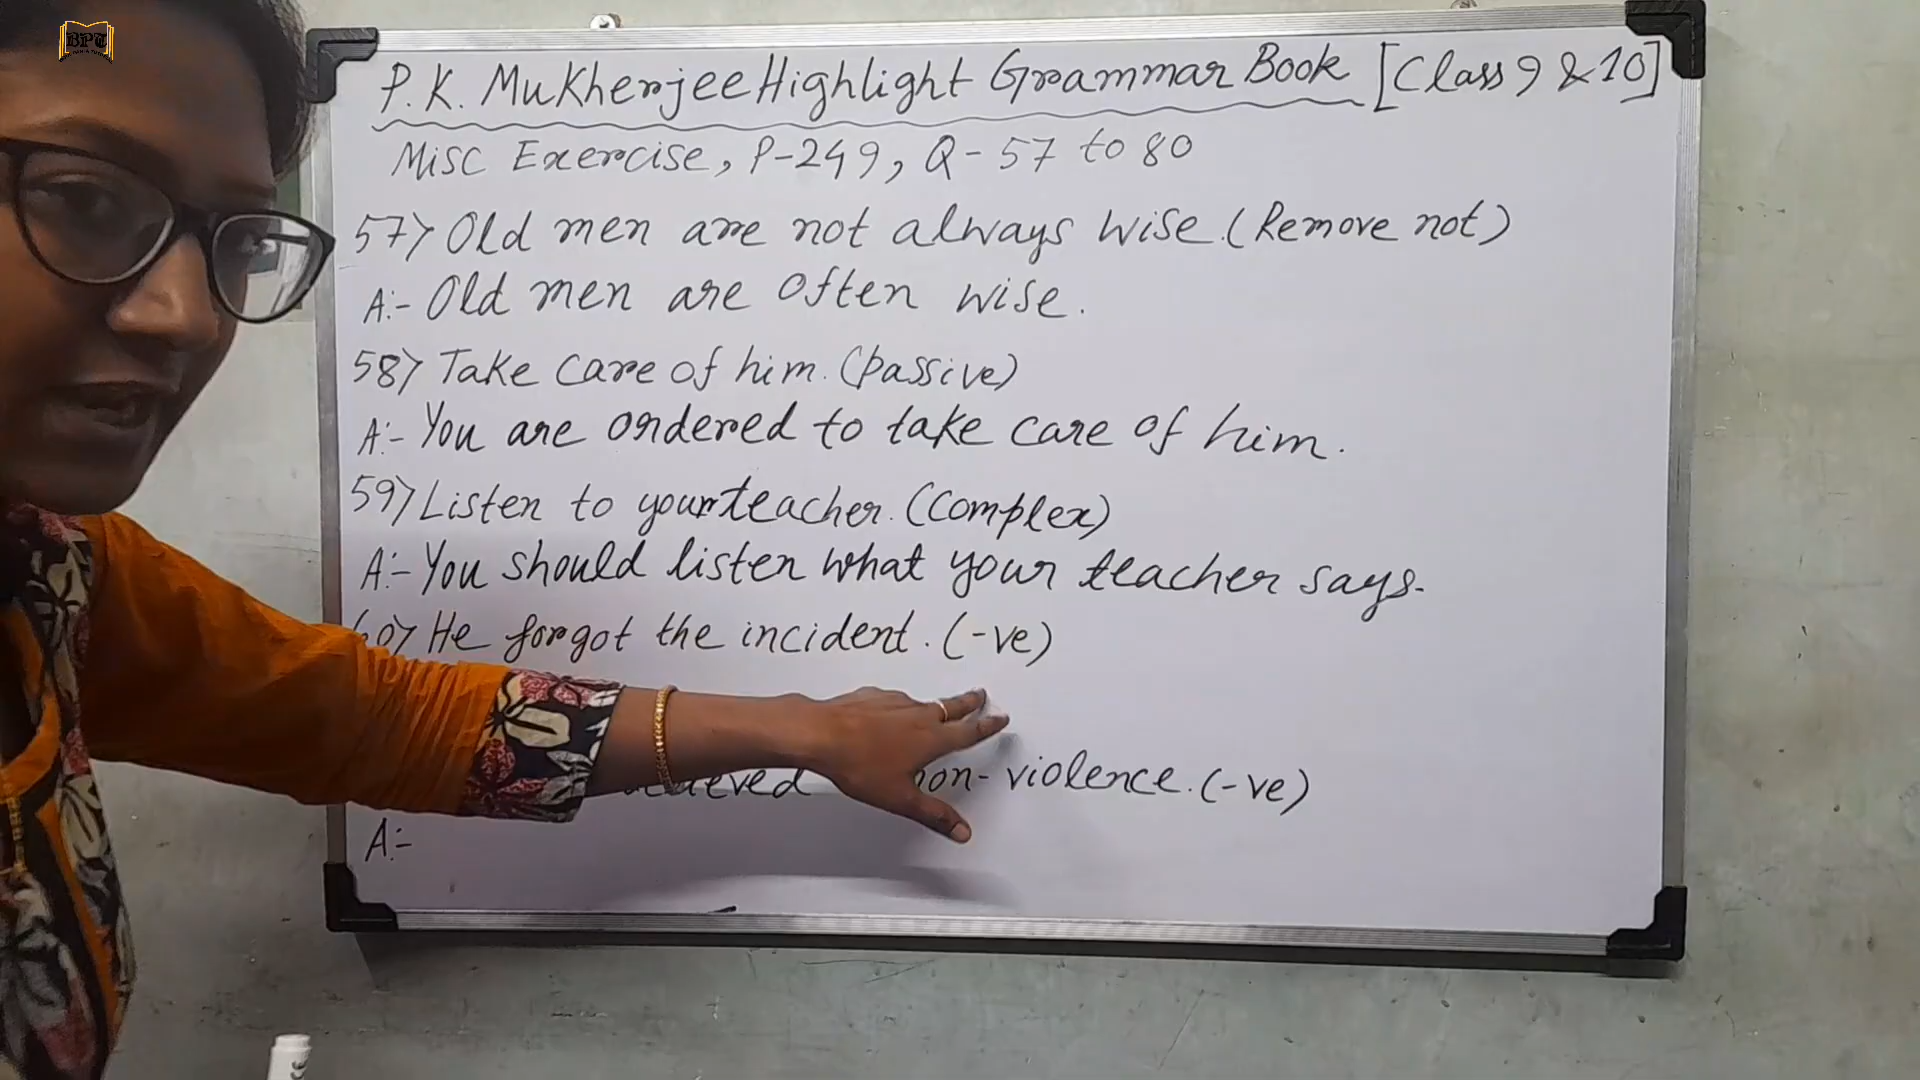 BPT
P.K. Mukherjee Highlight Grammar Book [Class 9 & 10]
Misc Exercise, P-249, Q-57 to 80
57) Old men are not always wise. (Remove not)
A:- Old men are often wise.
58) Take care of him. (passive)
A:- You are ordered to take care of him.
59) Listen to your teacher. (Complex)
A:- You should listen what your teacher says.
60) He forgot the incident. (-ve)
non-violence. (-ve)
A:-